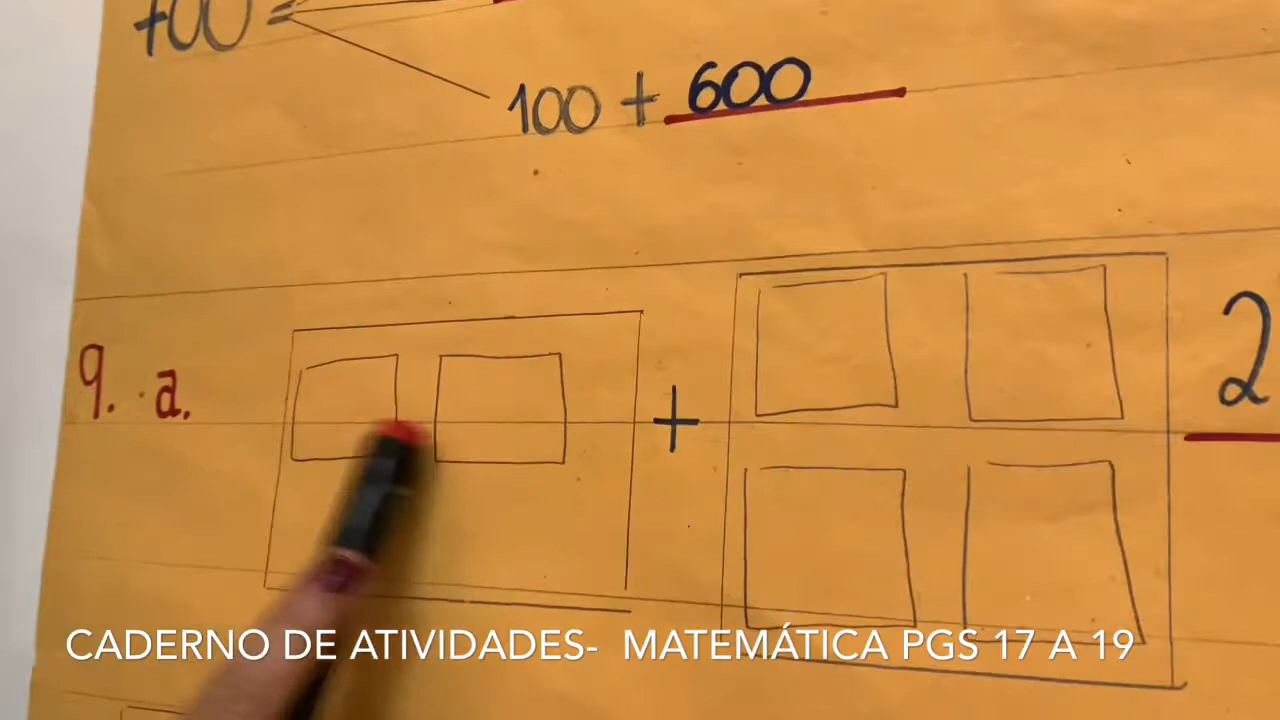 700 =
100 + 600
9. a.
+
2
CADERNO DE ATIVIDADES- MATEMÁTICA PGS 17 A 19